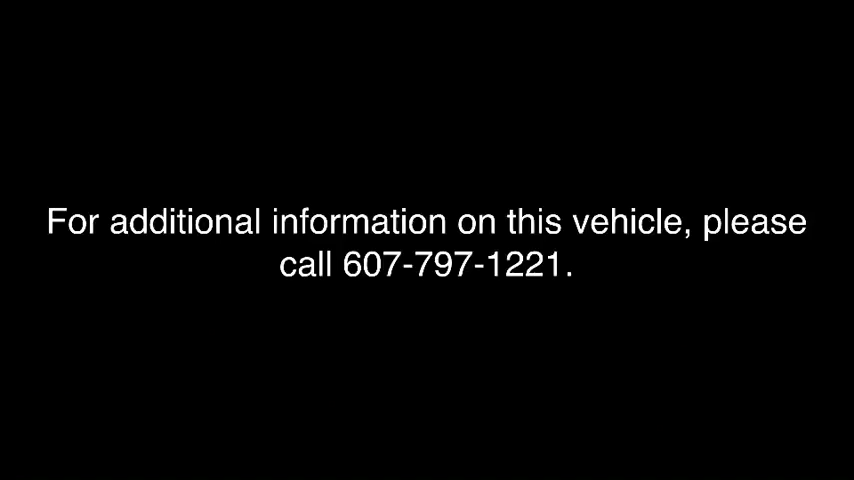 For additional information on this vehicle, please
call 607-797-1221.